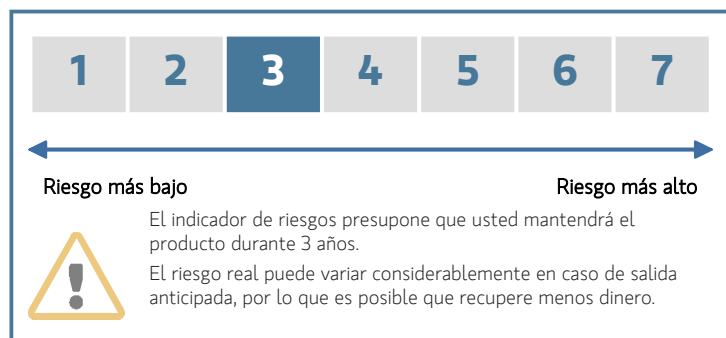 1 2 3 4 5 6 7
Riesgo más bajo Riesgo más alto
El indicador de riesgos presupone que usted mantendrá el
producto durante 3 años.
El riesgo real puede variar considerablemente en caso de salida
anticipada, por lo que es posible que recupere menos dinero.